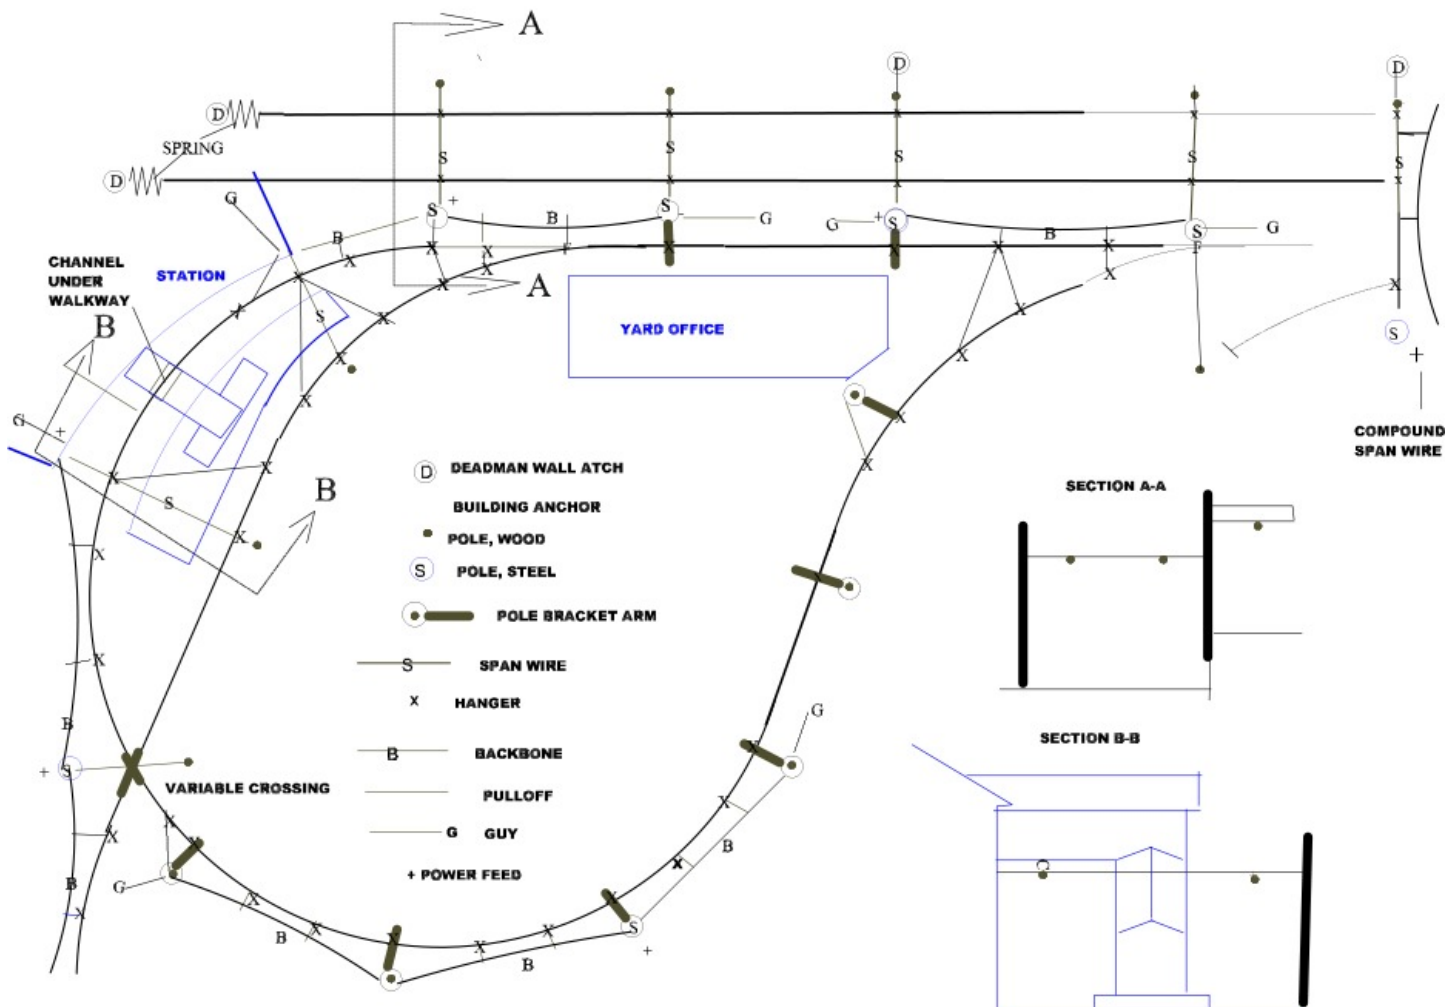 A
D
D
D
SPRING
S
S
S
S
S
D
G
S
+
B
S
G
G
+
S
B
S
G
B
CHANNEL
UNDER
WALKWAY
STATION
A
B
S
YARD OFFICE
S
+
COMPOUND
SPAN WIRE
G
+
B
S
D DEADMAN WALL ATCH
BUILDING ANCHOR
POLE, WOOD
S POLE, STEEL
POLE BRACKET ARM
S SPAN WIRE
X HANGER
B BACKBONE
PULLOFF
G GUY
+ POWER FEED
SECTION A-A
SECTION B-B
G
B
+ S
VARIABLE CROSSING
G
B
B
B
B
S
+
C